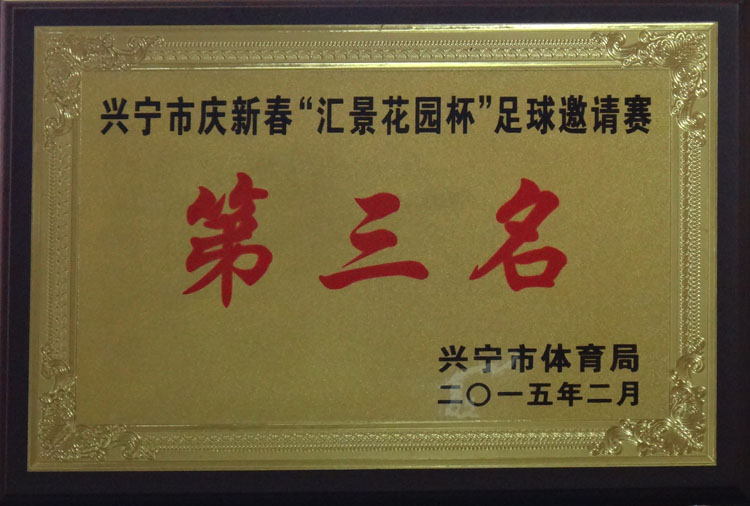 兴宁市庆新春“汇景花园杯”足球邀请赛
第三名
兴宁市体育局
二〇一五年二月